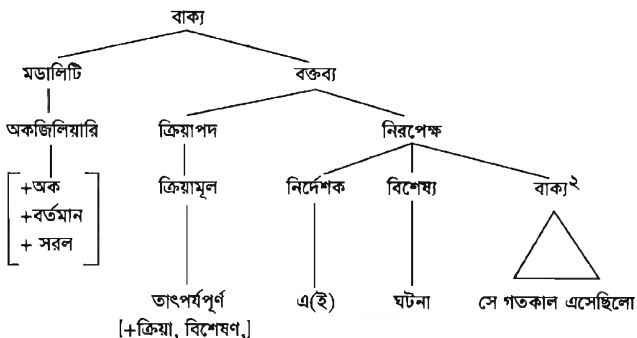 বাক্য
মডালিটি বক্তব্য
অকজিলিয়ারি ক্রিয়াপদ নিরপেক্ষ
+অক ক্রিয়ামূল নির্দেশক বিশেষ্য বাক্য২
+বর্তমান
+ সরল
তাৎপর্যপূর্ণ এ(ই) ঘটনা সে গতকাল এসেছিলো
[+ক্রিয়া, বিশেষণ,]